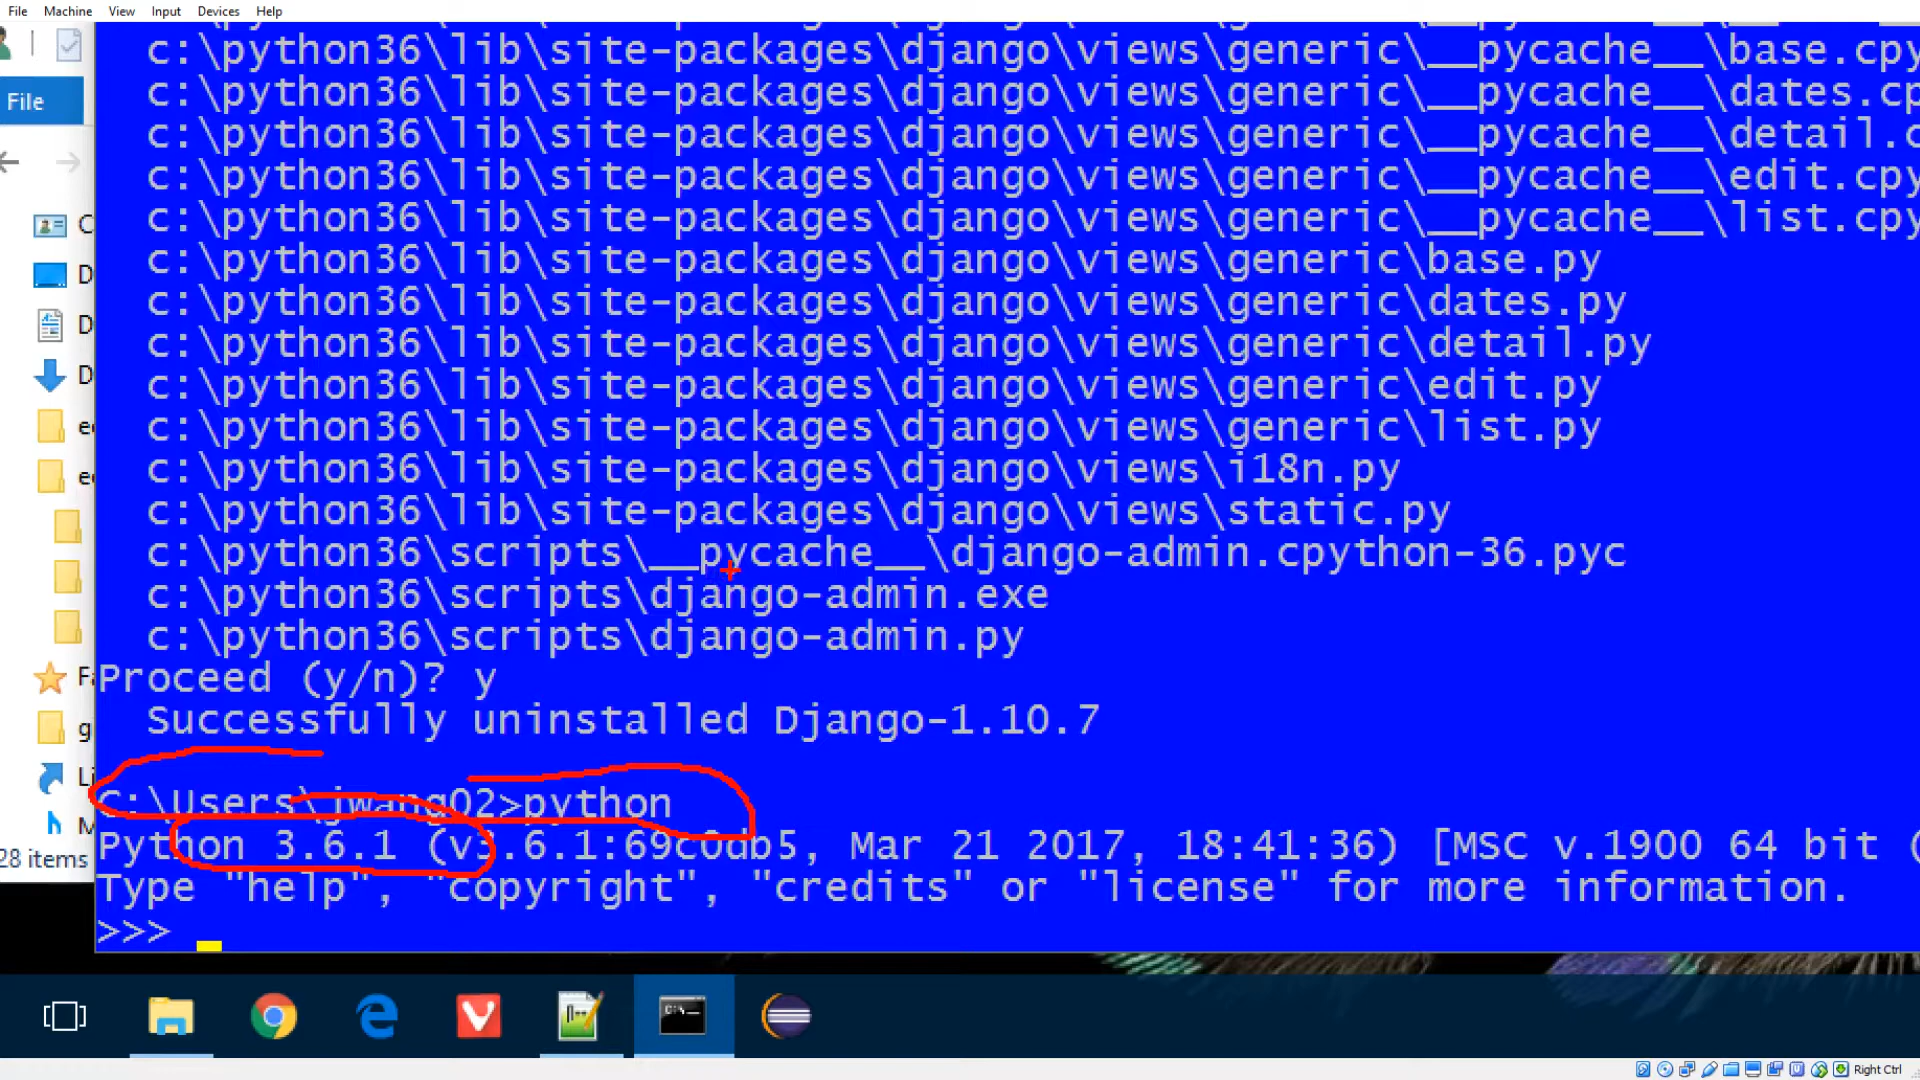 File Machine View Input Devices Help
File
c:\python36\lib\site-packages\django\views\generic\__pycache__\base.cpy
c:\python36\lib\site-packages\django\views\generic\__pycache__\dates.cp
c:\python36\lib\site-packages\django\views\generic\__pycache__\detail.c
c:\python36\lib\site-packages\django\views\generic\__pycache__\edit.cpy
c:\python36\lib\site-packages\django\views\generic\__pycache__\list.cpy
c:\python36\lib\site-packages\django\views\generic\base.py
c:\python36\lib\site-packages\django\views\generic\dates.py
c:\python36\lib\site-packages\django\views\generic\detail.py
c:\python36\lib\site-packages\django\views\generic\edit.py
c:\python36\lib\site-packages\django\views\generic\list.py
c:\python36\lib\site-packages\django\views\i18n.py
c:\python36\lib\site-packages\django\views\static.py
c:\python36\scripts\__pycache__\django-admin.cpython-36.pyc
c:\python36\scripts\django-admin.exe
c:\python36\scripts\django-admin.py
Proceed (y/n)? y
Successfully uninstalled Django-1.10.7
C:\Users\jwang02>python
Python 3.6.1 (v3.6.1:69c0db5, Mar 21 2017, 18:41:36) [MSC v.1900 64 bit (
Type "help", "copyright", "credits" or "license" for more information.
>>>
28 items
Right Ctrl